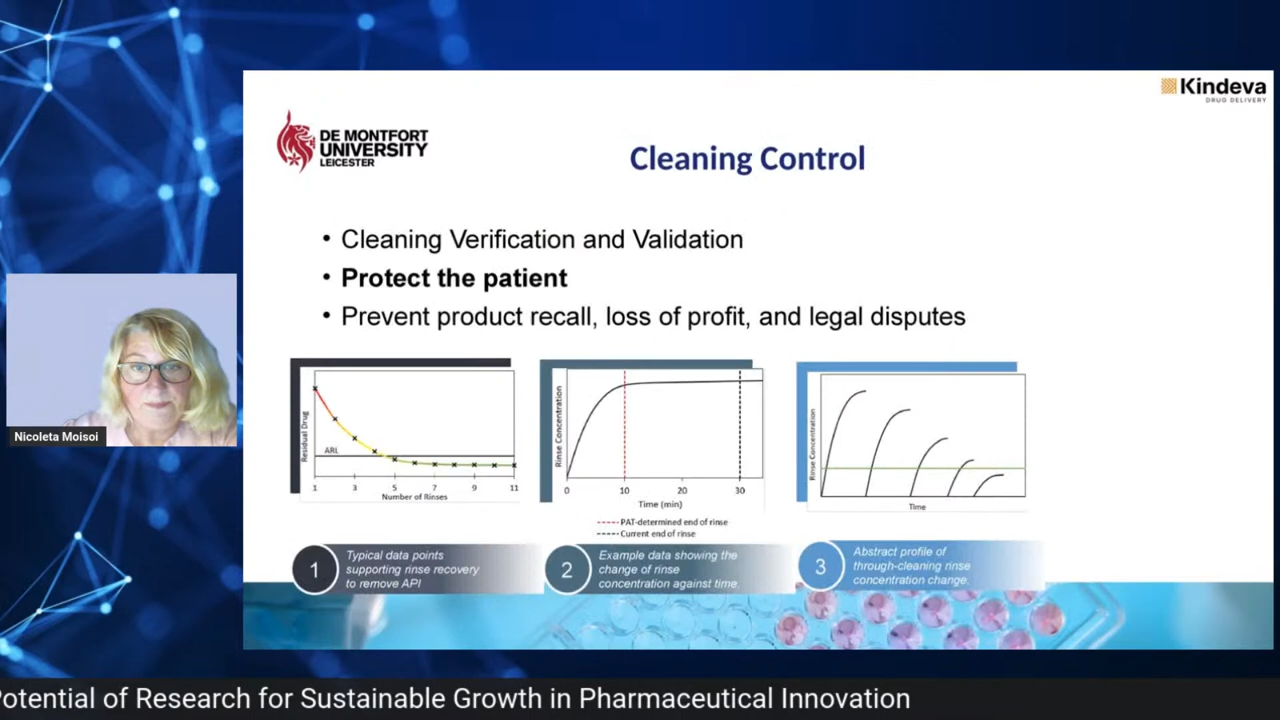 Kindeva
DRUG DELIVERY
DE MONTFORT
UNIVERSITY
LEICESTER
Cleaning Control
• Cleaning Verification and Validation
• Protect the patient
• Prevent product recall, loss of profit, and legal disputes
Residual Drug
ARL
1 3 5 7 9 11
Number of Rinses
Rinse Concentration
0 10 20 30
Time (min)
PAT-determined end of rinse
Current end of rinse
Rinse Concentration
Time
1
Typical data points
supporting rinse recovery
to remove API
2
Example data showing the
change of rinse
concentration against time.
3
Abstract profile of
through-cleaning rinse
concentration change.
Nicoleta Moisoi
Potential of Research for Sustainable Growth in Pharmaceutical Innovation